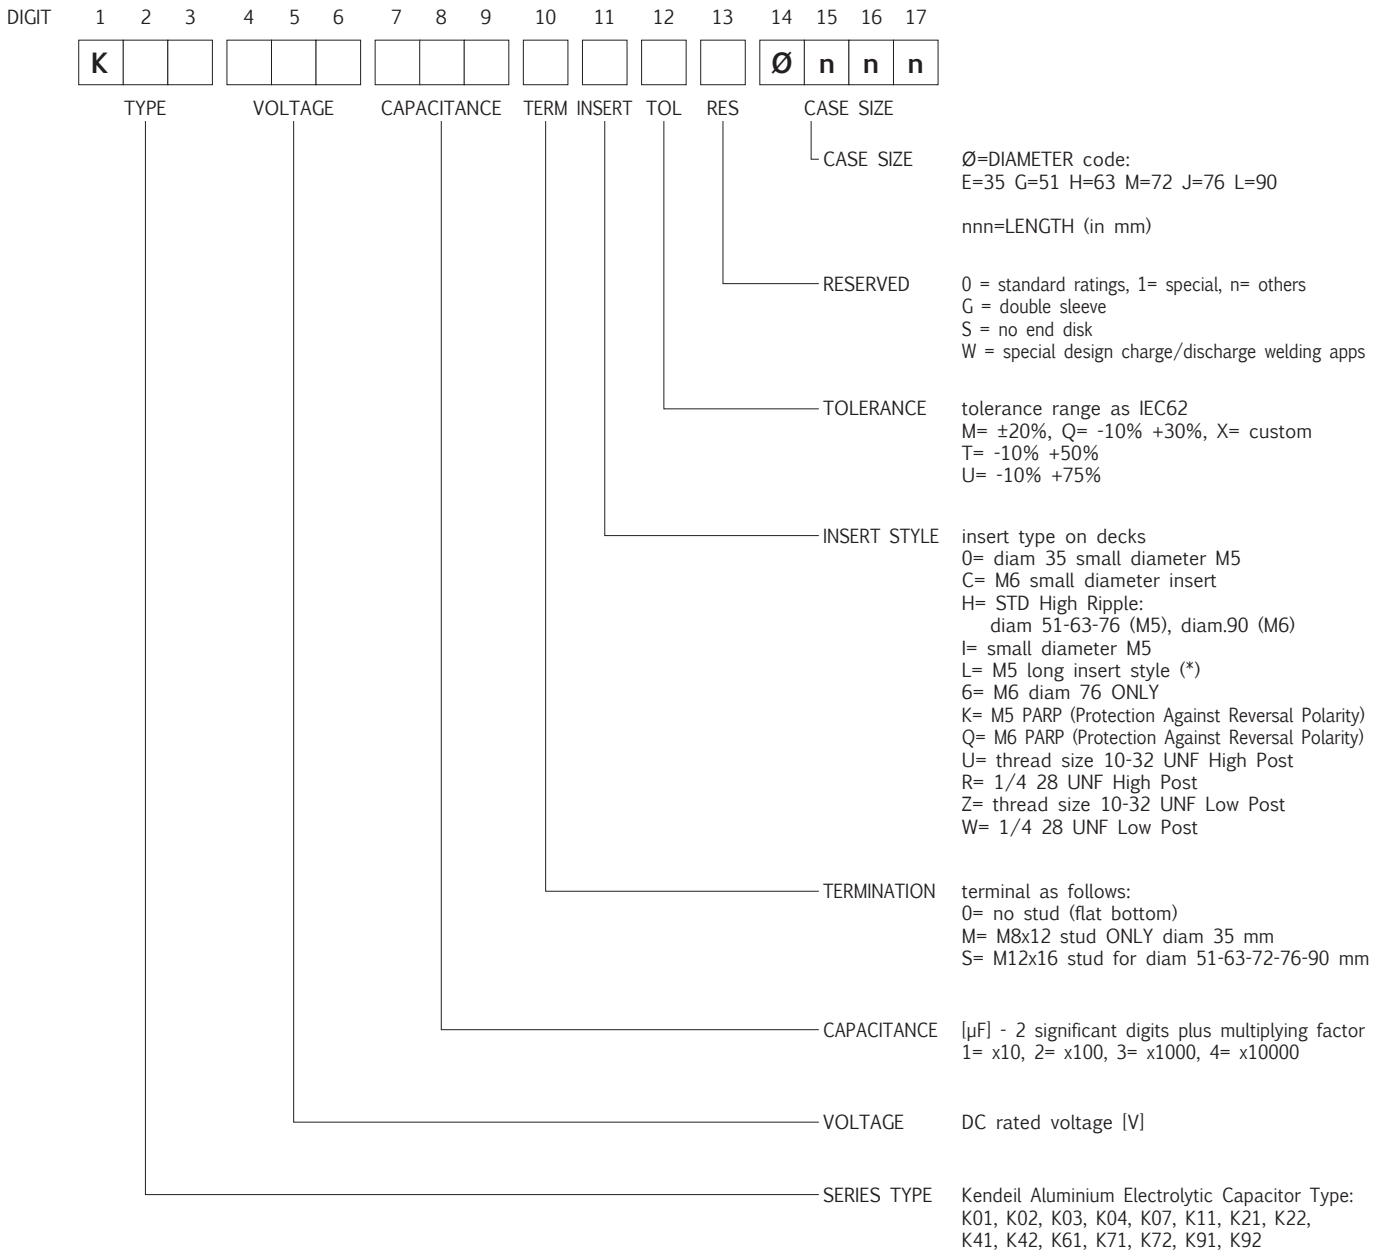 DIGIT 1 2 3 4 5 6 7 8 9 10 11 12 13 14 15 16 17
K Ø n n n
TYPE VOLTAGE CAPACITANCE TERM INSERT TOL RES CASE SIZE
CASE SIZE Ø=DIAMETER code:
E=35 G=51 H=63 M=72 J=76 L=90
nnn=LENGTH (in mm)
RESERVED 0 = standard ratings, 1= special, n= others
G = double sleeve
S = no end disk
W = special design charge/discharge welding apps
TOLERANCE tolerance range as IEC62
M= ±20%, Q= -10% +30%, X= custom
T= -10% +50%
U= -10% +75%
INSERT STYLE insert type on decks
0= diam 35 small diameter M5
C= M6 small diameter insert
H= STD High Ripple:
diam 51-63-76 (M5), diam.90 (M6)
I= small diameter M5
L= M5 long insert style (*)
6= M6 diam 76 ONLY
K= M5 PARP (Protection Against Reversal Polarity)
Q= M6 PARP (Protection Against Reversal Polarity)
U= thread size 10-32 UNF High Post
R= 1/4 28 UNF High Post
Z= thread size 10-32 UNF Low Post
W= 1/4 28 UNF Low Post
TERMINATION terminal as follows:
0= no stud (flat bottom)
M= M8x12 stud ONLY diam 35 mm
S= M12x16 stud for diam 51-63-72-76-90 mm
CAPACITANCE [µF] - 2 significant digits plus multiplying factor
1= x10, 2= x100, 3= x1000, 4= x10000
VOLTAGE DC rated voltage [V]
SERIES TYPE Kendeil Aluminium Electrolytic Capacitor Type:
K01, K02, K03, K04, K07, K11, K21, K22,
K41, K42, K61, K71, K72, K91, K92